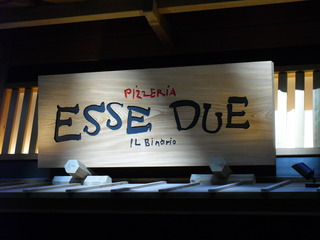 PIZZERIA
ESSE DUE
IL Binario